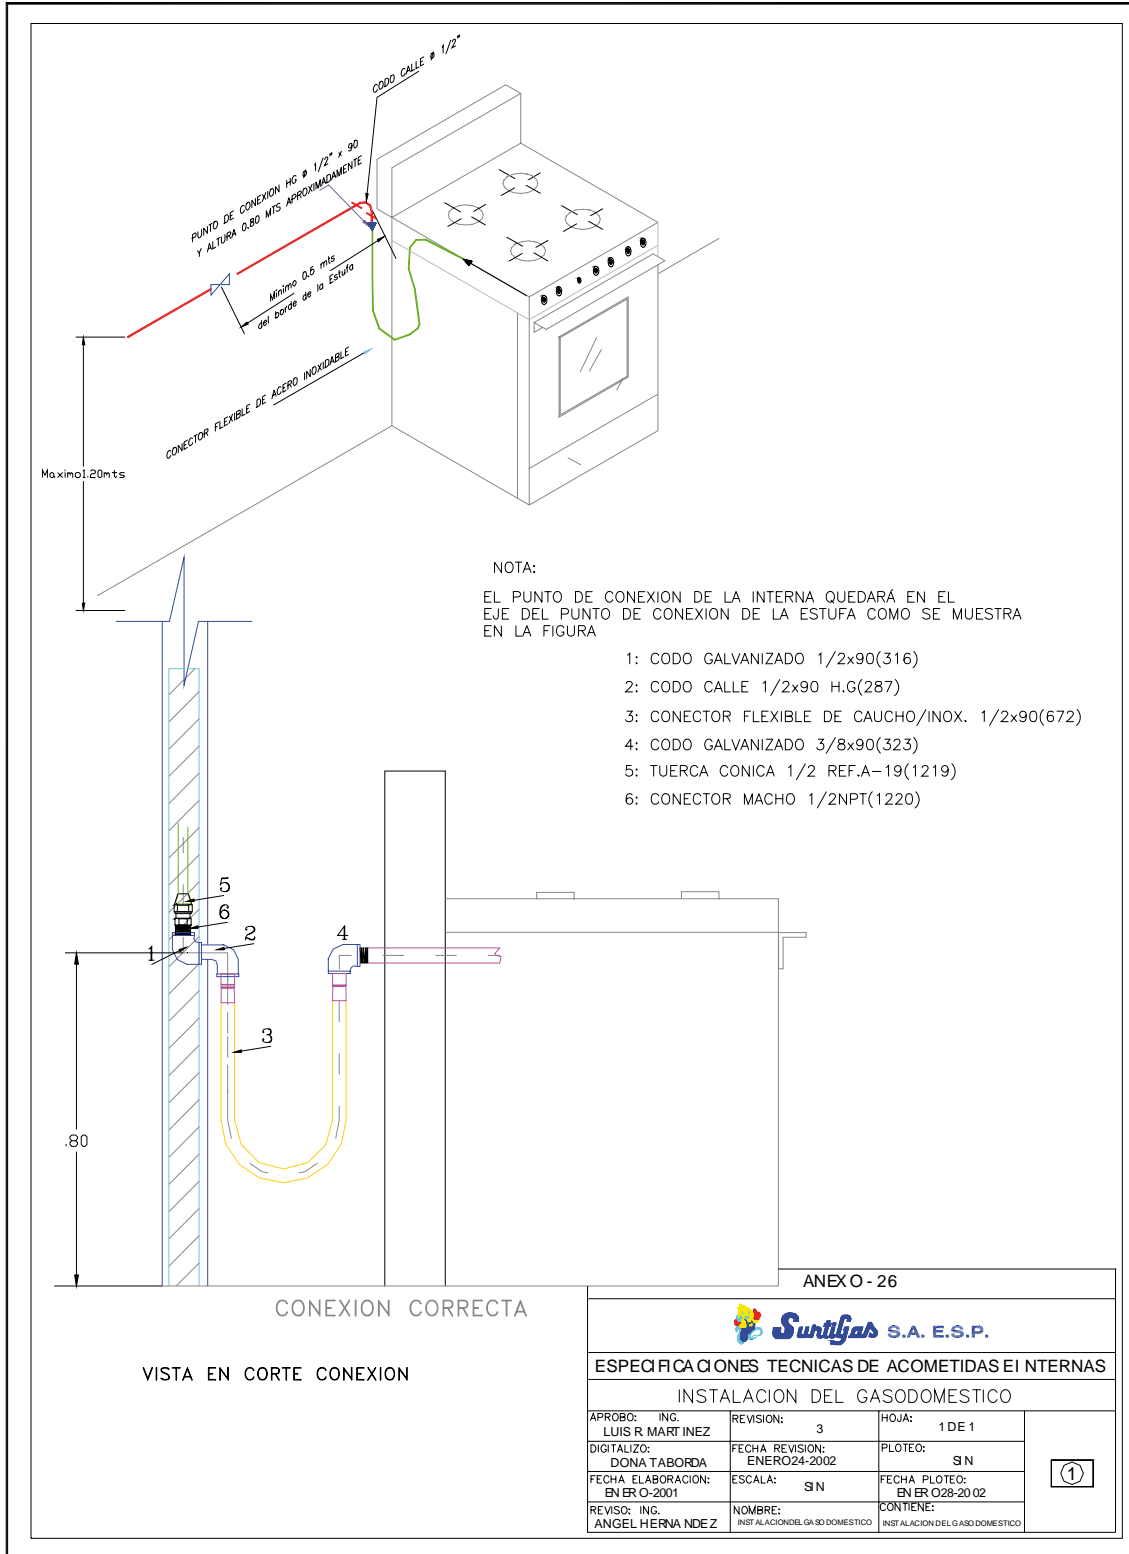 CODO CALLE ø 1/2"
PUNTO DE CONEXION HG ø 1/2" x 90
Y ALTURA 0.80 MTS APROXIMADAMENTE
Minimo 0.5 mts
del borde de la Estufa
CONECTOR FLEXIBLE DE ACERO INOXIDABLE
Maximo1.20mts
NOTA:
EL PUNTO DE CONEXION DE LA INTERNA QUEDARÁ EN EL
EJE DEL PUNTO DE CONEXION DE LA ESTUFA COMO SE MUESTRA
EN LA FIGURA
1: CODO GALVANIZADO 1/2x90(316)
2: CODO CALLE 1/2x90 H.G(287)
3: CONECTOR FLEXIBLE DE CAUCHO/INOX. 1/2x90(672)
4: CODO GALVANIZADO 3/8x90(323)
5: TUERCA CONICA 1/2 REF.A-19(1219)
6: CONECTOR MACHO 1/2NPT(1220)
5
6
1
2
4
3
.80
CONEXION CORRECTA
VISTA EN CORTE CONEXION
ANEXO - 26
Surtigas S.A. E.S.P.
ESPECIFICACIONES TECNICAS DE ACOMETIDAS EINTERNAS
INSTALACION DEL GASODOMESTICO
APROBO: ING.
LUIS R. MARTINEZ
REVISION:
3
HOJA:
1 DE 1
DIGITALIZO:
DONA TABORDA
FECHA REVISION:
ENERO24-2002
PLOTEO:
SIN
FECHA ELABORACION:
ENERO-2001
ESCALA:
SIN
FECHA PLOTEO:
ENERO28-2002
REVISO: ING.
ANGEL HERNANDEZ
NOMBRE:
INSTALACIONDELGASODOMESTICO
CONTIENE:
INSTALACION DEL GASODOMESTICO
1